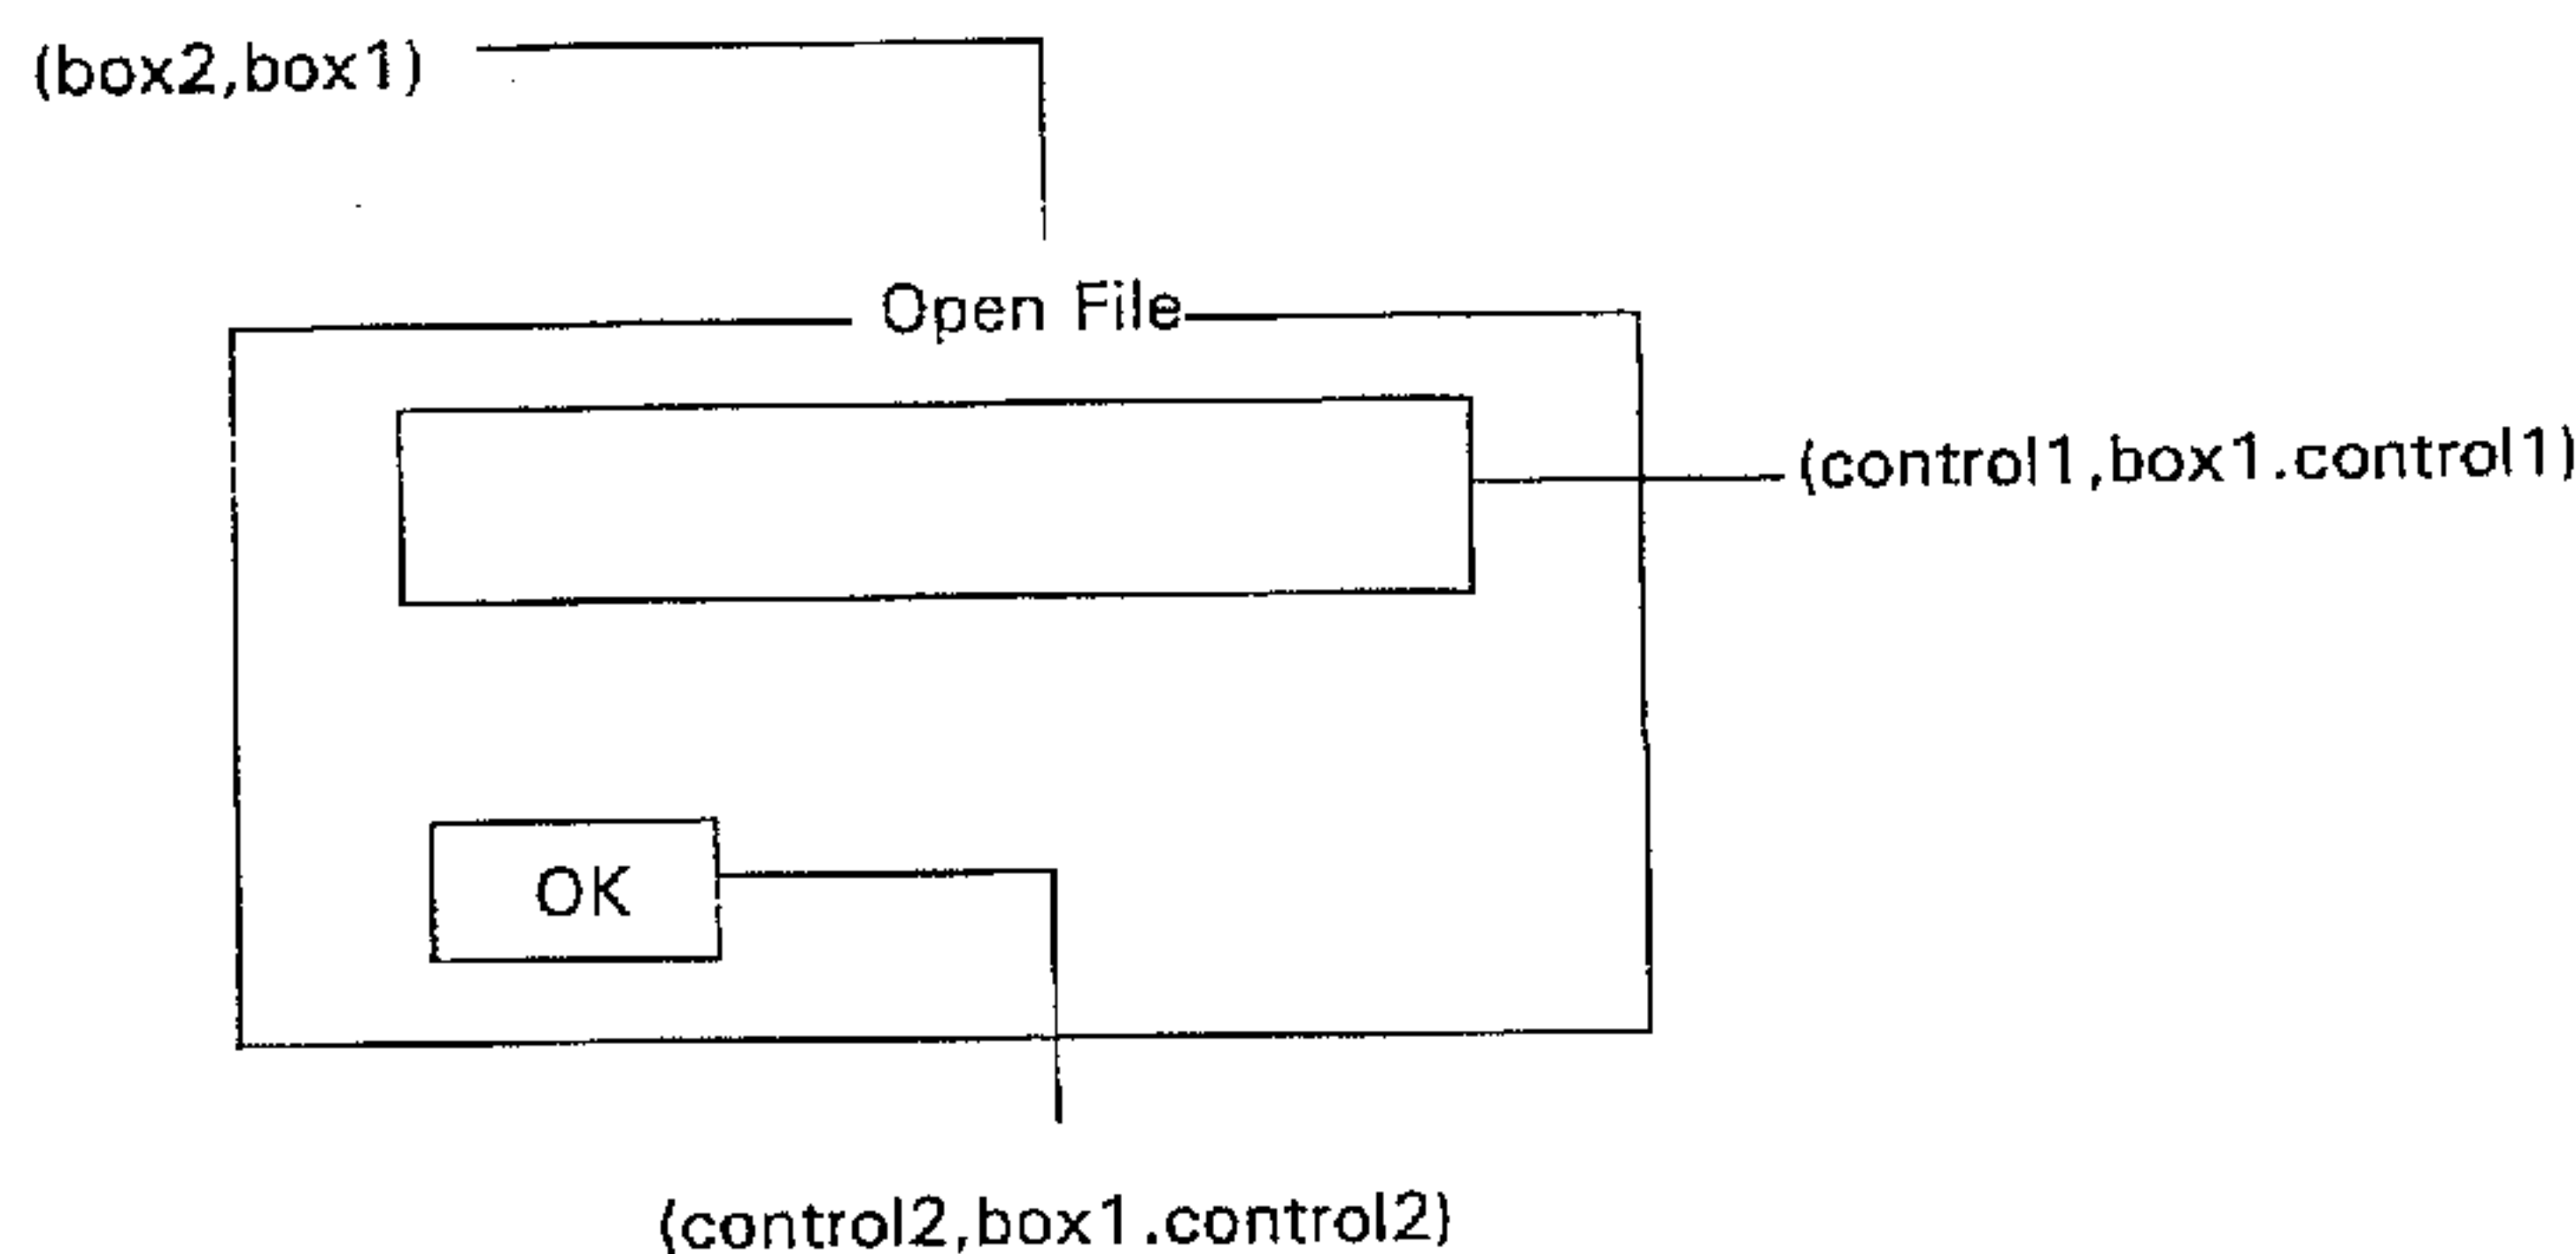 (box2,box1)
Open File
(control1,box1.control1)
OK
(control2,box1.control2)